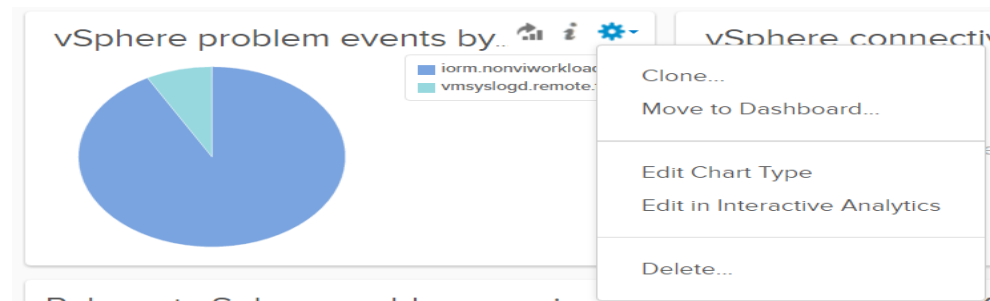 vSphere problem events by..
vSphere connectiv
iorm.nonviworkload
vmsyslogd.remote.
Clone...
Move to Dashboard...
Edit Chart Type
Edit in Interactive Analytics
Delete...